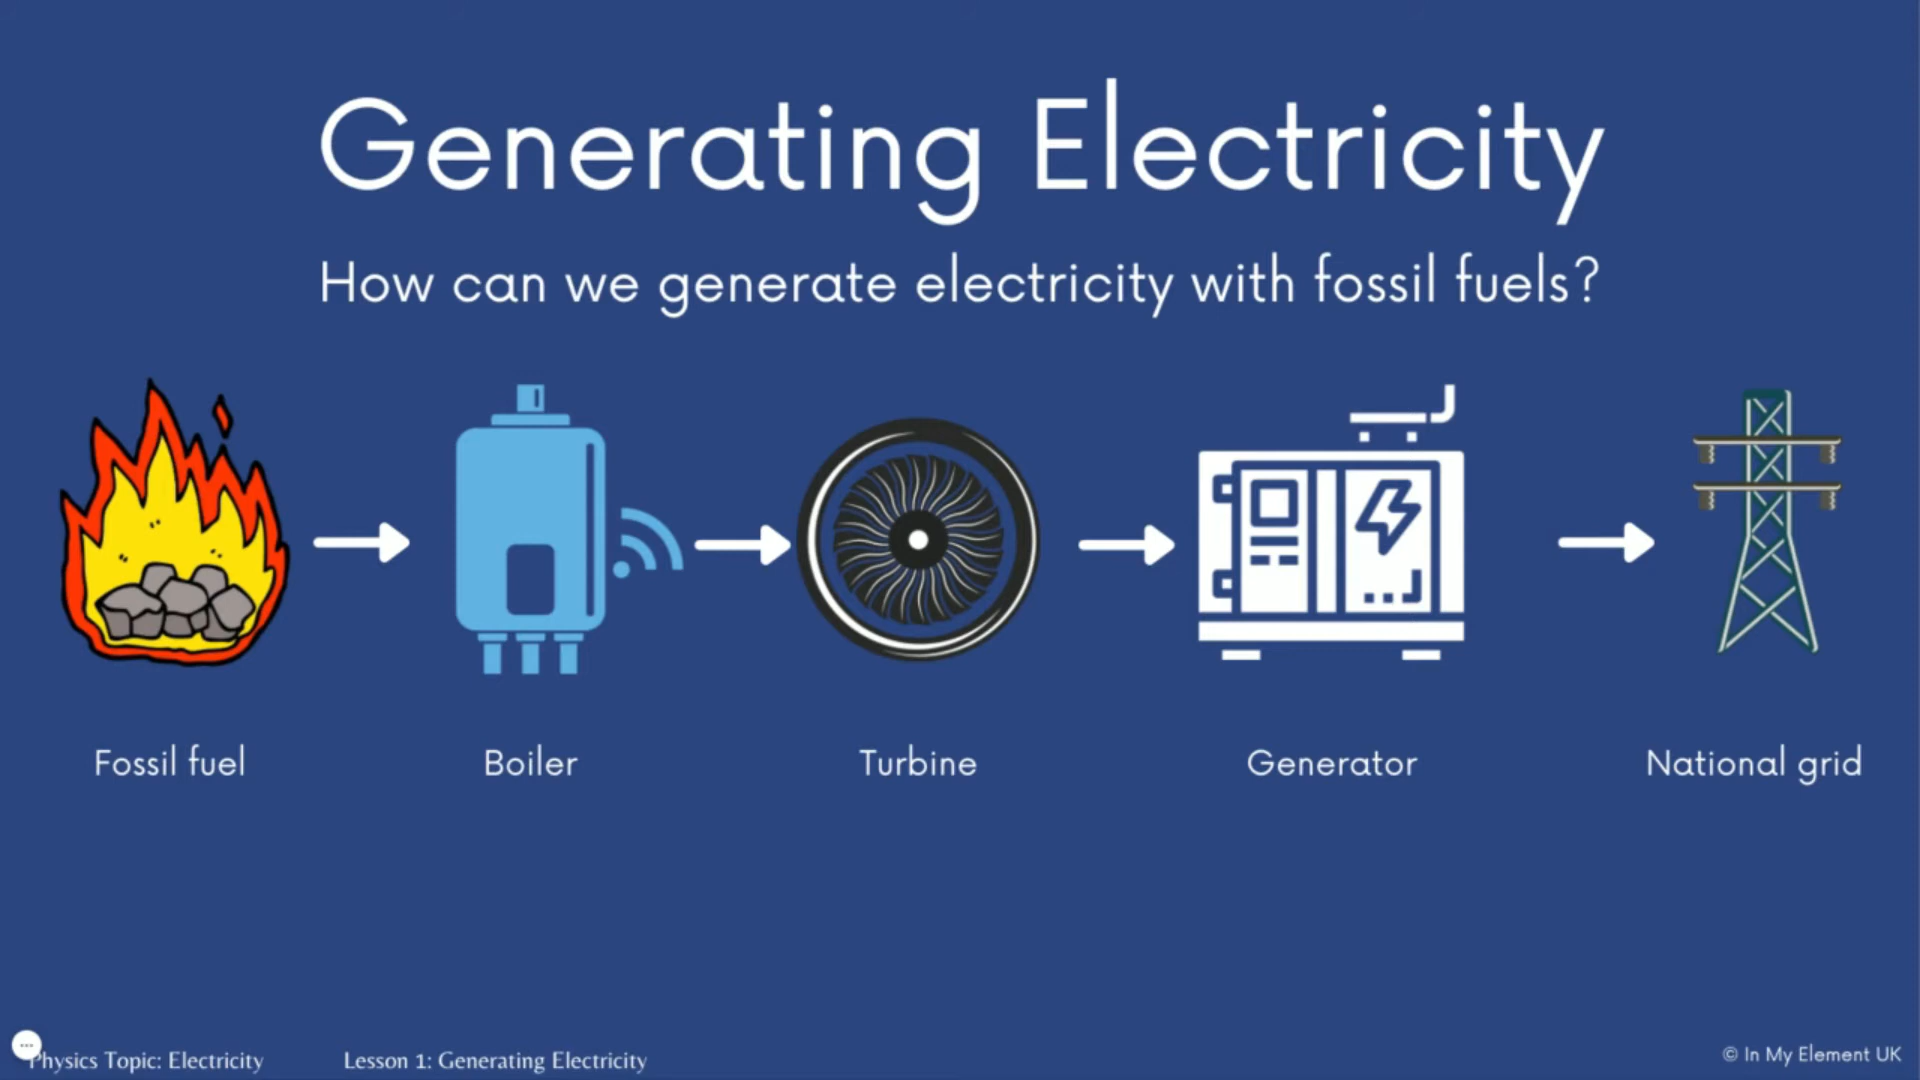 Generating Electricity
How can we generate electricity with fossil fuels?
Fossil fuel
Boiler
Turbine
Generator
National grid
Physics Topic: Electricity
Lesson 1: Generating Electricity
© In My Element UK